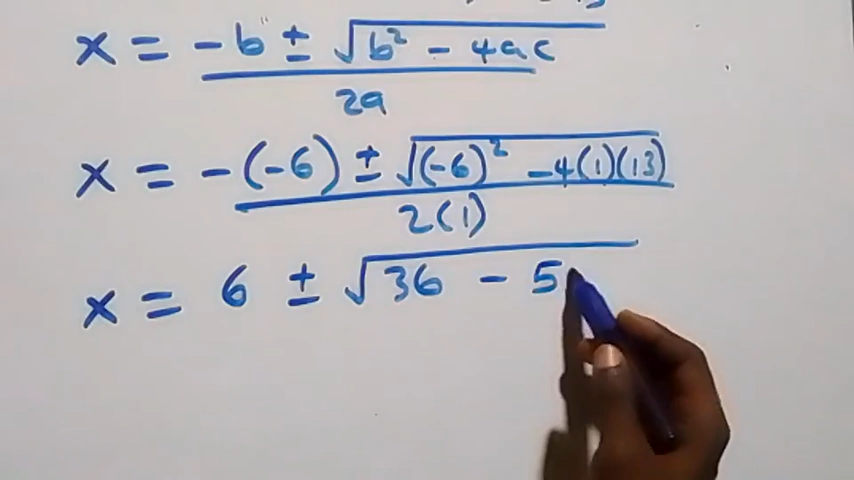 x = -b ± √b² - 4ac
2a
x = -(-6) ± √(-6)² - 4(1)(13)
2(1)
x = 6 ± √36 - 5